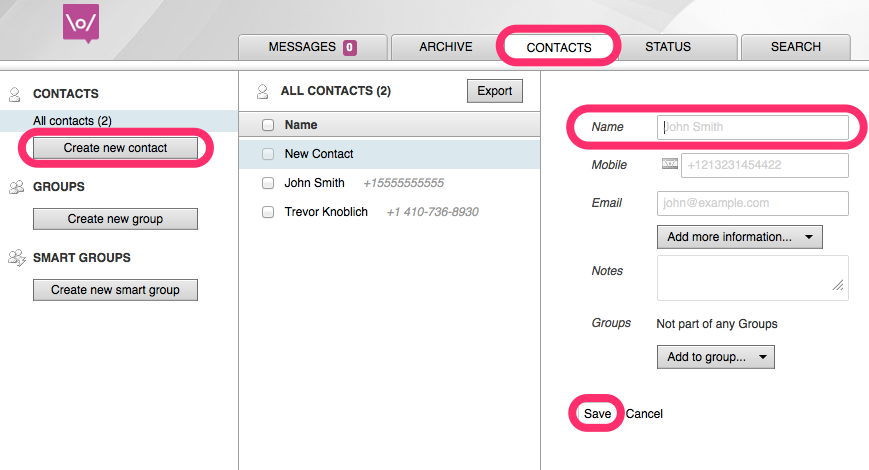 \o/
MESSAGES 0
ARCHIVE
CONTACTS
STATUS
SEARCH
CONTACTS
All contacts (2)
Create new contact
GROUPS
Create new group
SMART GROUPS
Create new smart group
ALL CONTACTS (2)
Export
Name
New Contact
John Smith +15555555555
Trevor Knoblich +1 410-736-8930
Name John Smith
Mobile +1213231454422
Email john@example.com
Add more information...
Notes
Groups Not part of any Groups
Add to group...
Save Cancel